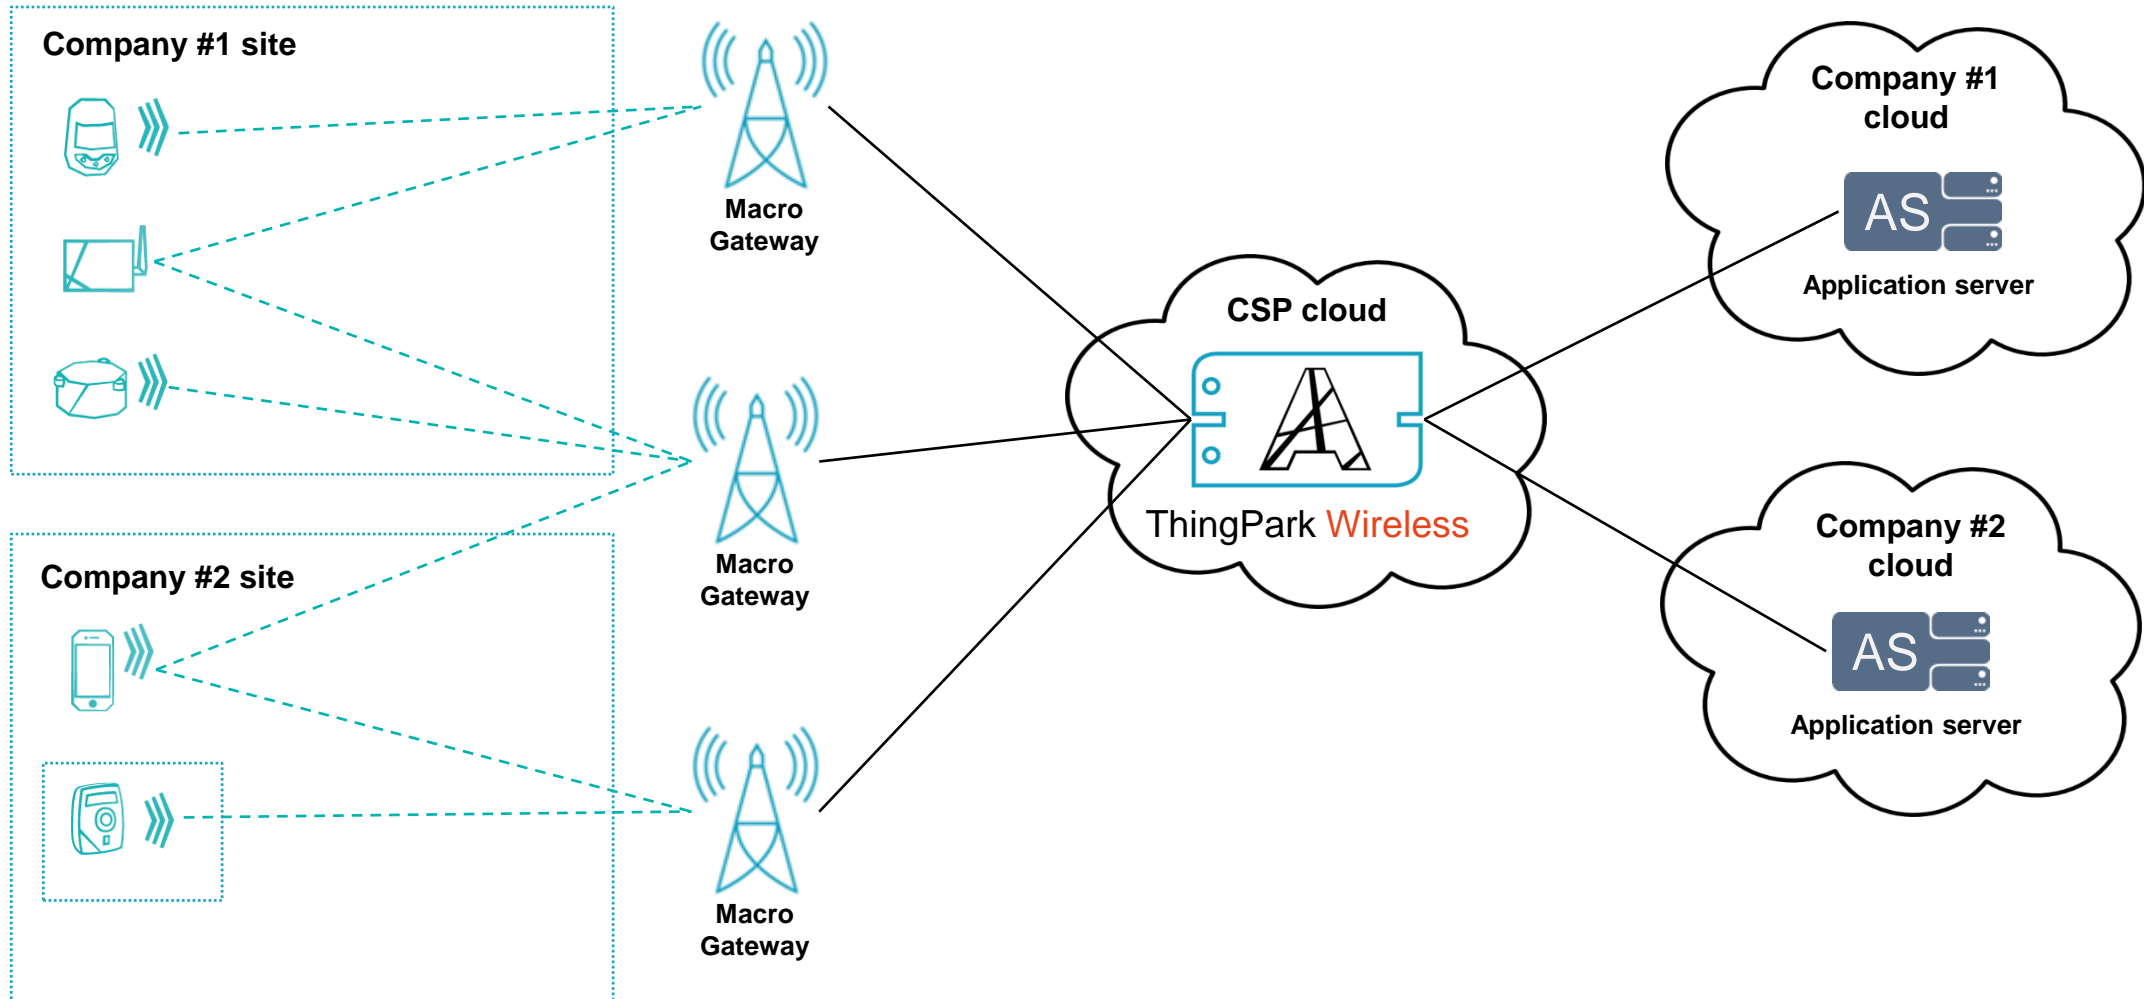 Company #1 site
Macro
Gateway
Company #1
cloud
AS
Application server
CSP cloud
ThingPark Wireless
Macro
Gateway
Company #2 site
Company #2
cloud
AS
Application server
Macro
Gateway